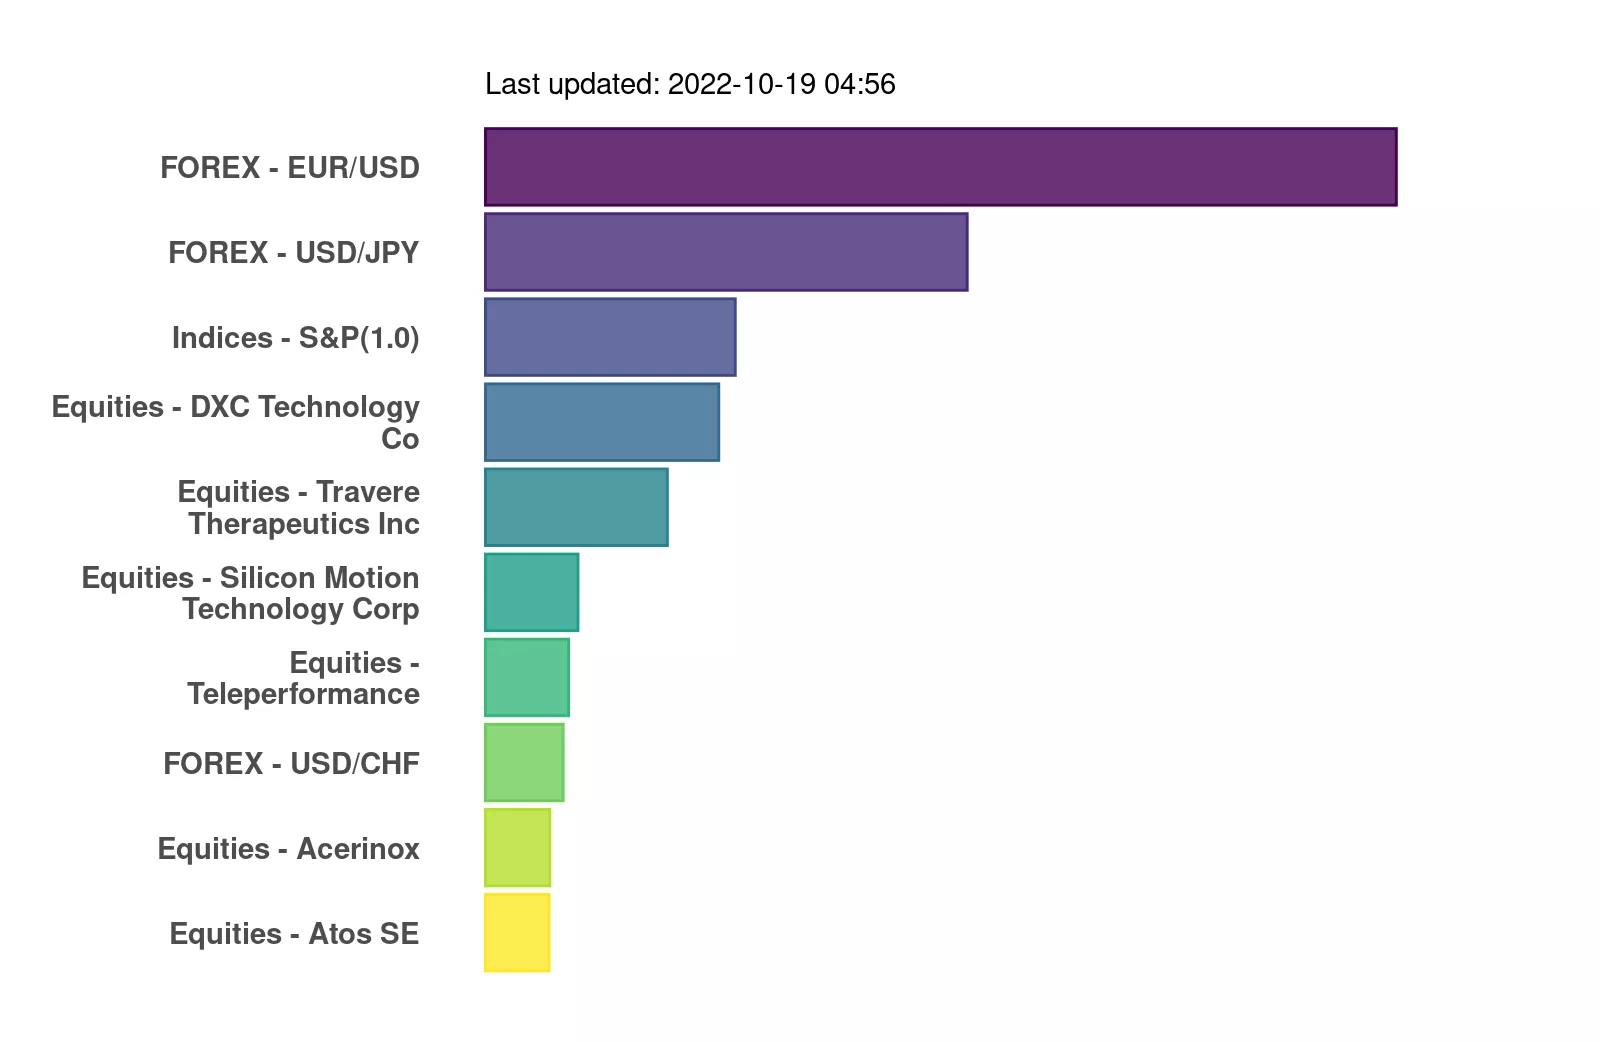 Last updated: 2022-10-19 04:56
FOREX - EUR/USD
FOREX - USD/JPY
Indices - S&P(1.0)
Equities - DXC Technology
Co
Equities - Travere
Therapeutics Inc
Equities - Silicon Motion
Technology Corp
Equities -
Teleperformance
FOREX - USD/CHF
Equities - Acerinox
Equities - Atos SE